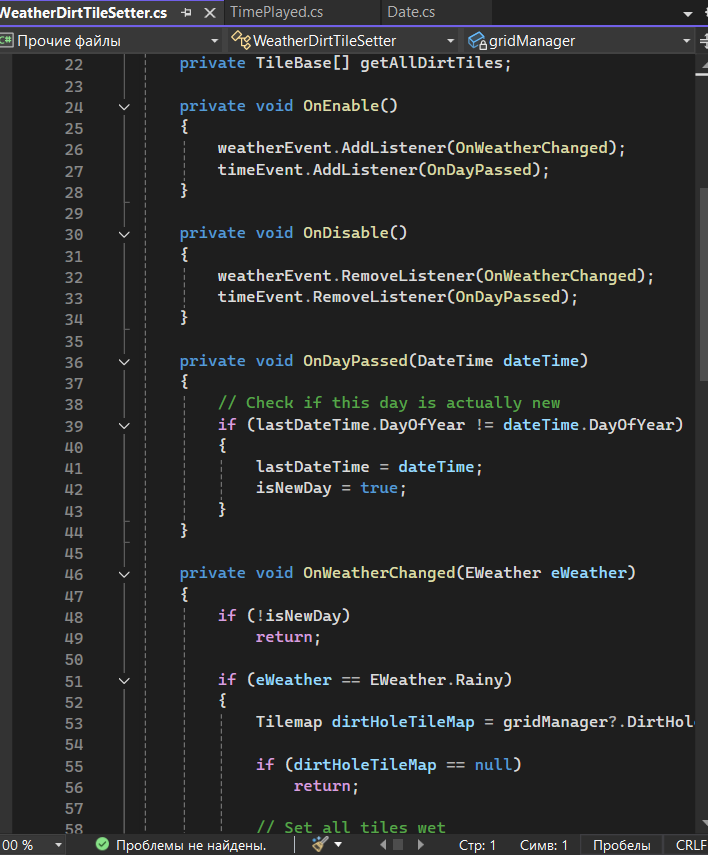 WeatherDirtTileSetter.cs TimePlayed.cs Date.cs
C# Прочие файлы WeatherDirtTileSetter gridManager
22 private TileBase[] getAllDirtTiles;
23
24 private void OnEnable()
25 {
26 weatherEvent.AddListener(OnWeatherChanged);
27 timeEvent.AddListener(OnDayPassed);
28 }
29
30 private void OnDisable()
31 {
32 weatherEvent.RemoveListener(OnWeatherChanged);
33 timeEvent.RemoveListener(OnDayPassed);
34 }
35
36 private void OnDayPassed(DateTime dateTime)
37 {
38 // Check if this day is actually new
39 if (lastDateTime.DayOfYear != dateTime.DayOfYear)
40 {
41 lastDateTime = dateTime;
42 isNewDay = true;
43 }
44 }
45
46 private void OnWeatherChanged(EWeather eWeather)
47 {
48 if (!isNewDay)
49 return;
50
51 if (eWeather == EWeather.Rainy)
52 {
53 Tilemap dirtHoleTileMap = gridManager?.DirtHol
54
55 if (dirtHoleTileMap == null)
56 return;
57
58 // Set all tiles wet
00 % Проблемы не найдены. Стр: 1 Симв: 1 Пробелы CRLF